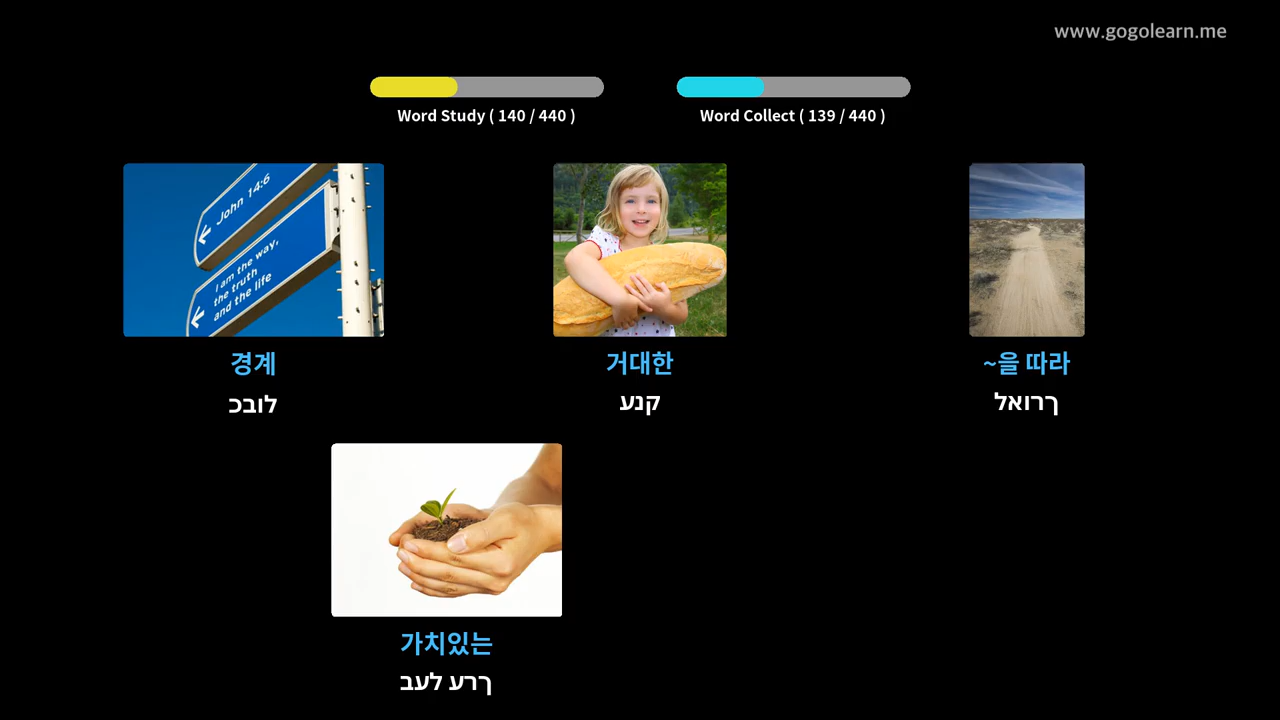 www.gogolearn.me
Word Study ( 140 / 440 )
Word Collect ( 139 / 440 )
John 14:6
I am the way,
the truth
and the life
경계
לובכ
거대한
קנע
~을 따라
ךרואל
가치있는
ךרע לעב